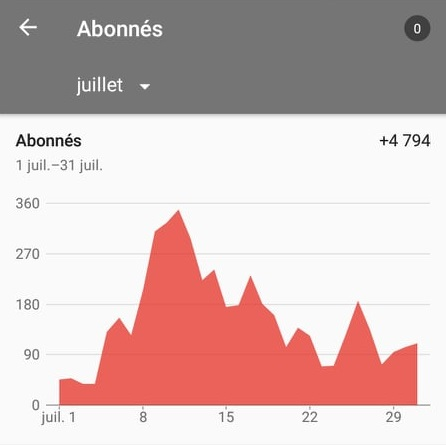 Abonnés
0
juillet
Abonnés +4 794
1 juil.–31 juil.
360
270
180
90
0
juil. 1 8 15 22 29